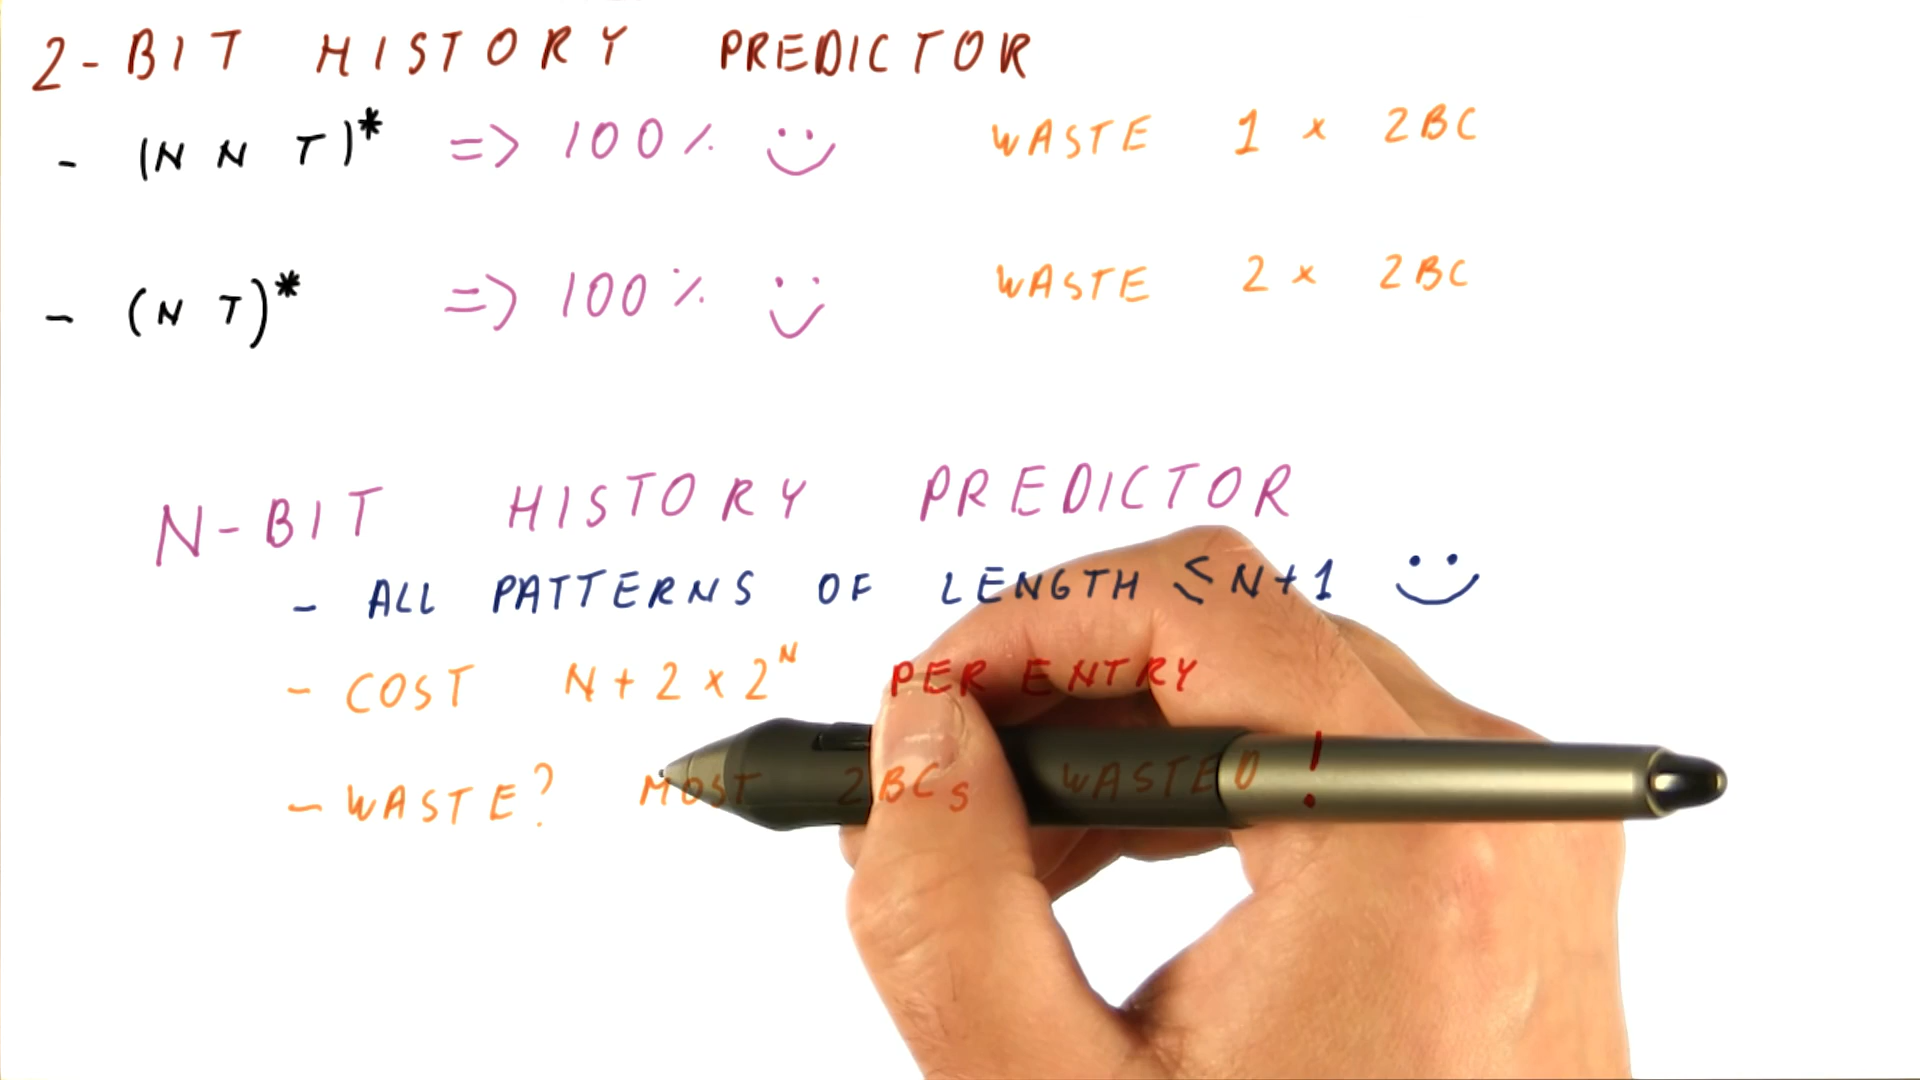 2-BIT HISTORY PREDICTOR
- (N N T)* => 100% WASTE 1 x 2BC
- (N T)* => 100% WASTE 2 x 2BC
N-BIT HISTORY PREDICTOR
- ALL PATTERNS OF LENGTH ≤ N+1
- COST N + 2 x 2^N PER ENTRY
- WASTE? MOST 2BCs WASTED !